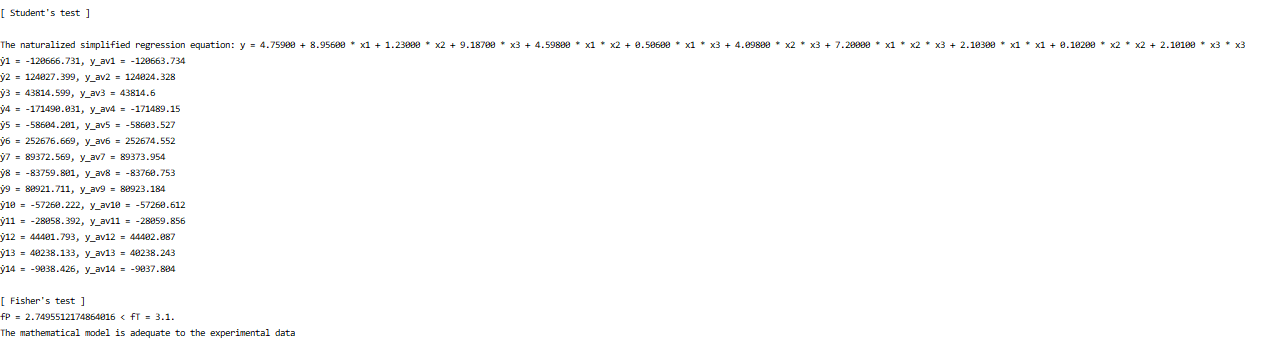 [ Student's test ]
The naturalized simplified regression equation: y = 4.75900 + 8.95600 * x1 + 1.23000 * x2 + 9.18700 * x3 + 4.59800 * x1 * x2 + 0.50600 * x1 * x3 + 4.09800 * x2 * x3 + 7.20000 * x1 * x2 * x3 + 2.10300 * x1 * x1 + 0.10200 * x2 * x2 + 2.10100 * x3 * x3
ŷ1 = -120666.731, y_av1 = -120663.734
ŷ2 = 124027.399, y_av2 = 124024.328
ŷ3 = 43814.599, y_av3 = 43814.6
ŷ4 = -171490.031, y_av4 = -171489.15
ŷ5 = -58604.201, y_av5 = -58603.527
ŷ6 = 252676.669, y_av6 = 252674.552
ŷ7 = 89372.569, y_av7 = 89373.954
ŷ8 = -83759.801, y_av8 = -83760.753
ŷ9 = 80921.711, y_av9 = 80923.184
ŷ10 = -57260.222, y_av10 = -57260.612
ŷ11 = -28058.392, y_av11 = -28059.856
ŷ12 = 44401.793, y_av12 = 44402.087
ŷ13 = 40238.133, y_av13 = 40238.243
ŷ14 = -9038.426, y_av14 = -9037.804
[ Fisher's test ]
fP = 2.7495512174864016 < fT = 3.1.
The mathematical model is adequate to the experimental data